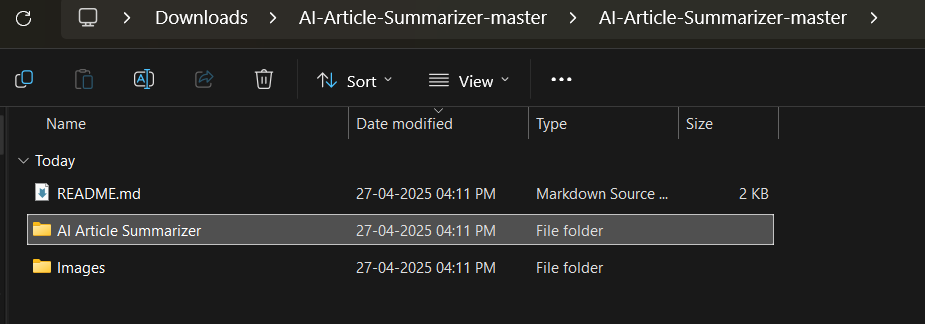 Downloads > AI-Article-Summarizer-master > AI-Article-Summarizer-master >
Sort View •••
Name Date modified Type Size
Today
README.md 27-04-2025 04:11 PM Markdown Source ... 2 KB
AI Article Summarizer 27-04-2025 04:11 PM File folder
Images 27-04-2025 04:11 PM File folder